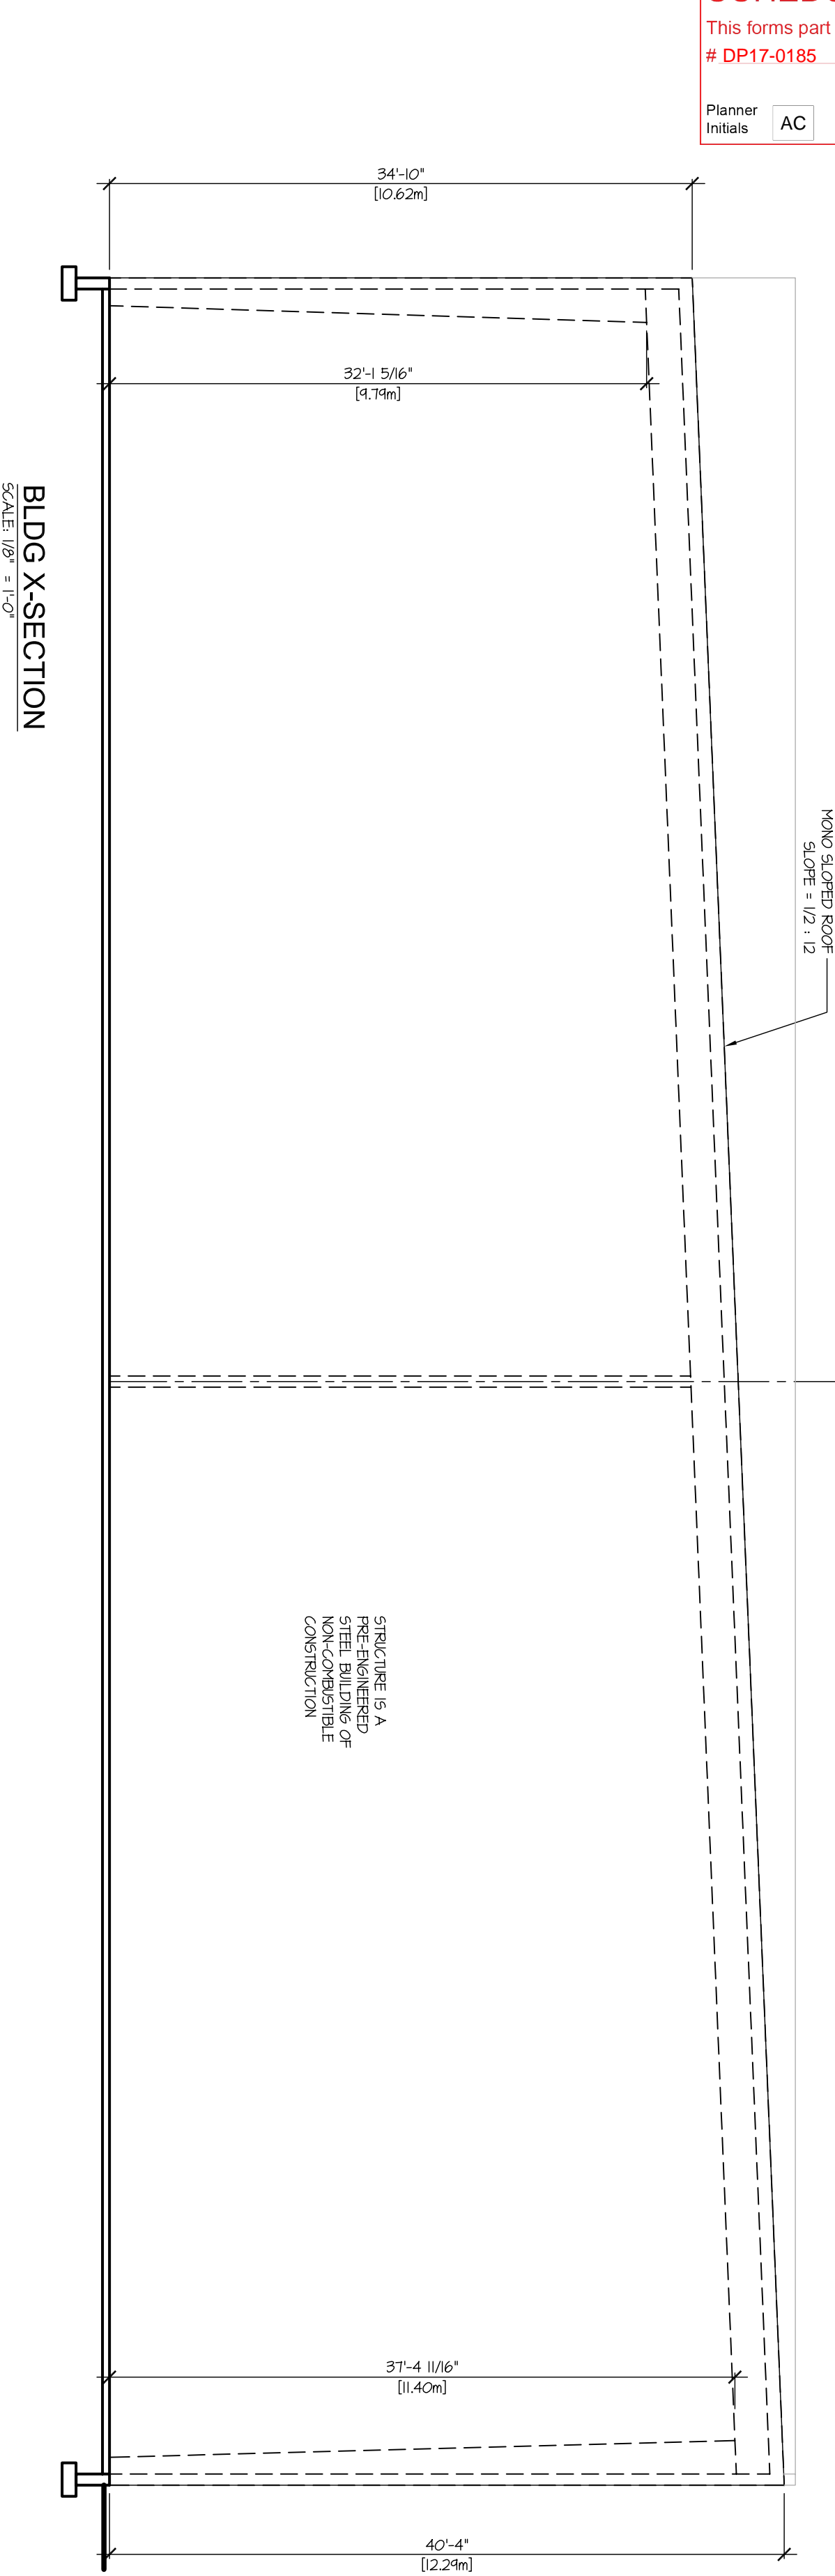 This forms part
# DP17-0185
Planner
Initials
AC
34'-10"
[10.62m]
32'-1 5/16"
[9.79m]
BLDG X-SECTION
SCALE: 1/8" = 1'-0"
MONO SLOPED ROOF
SLOPE = 1/2 : 12
STRUCTURE IS A
PRE-ENGINEERED
STEEL BUILDING OF
NON-COMBUSTIBLE
CONSTRUCTION
37'-4 11/16"
[11.40m]
40'-4"
[12.29m]